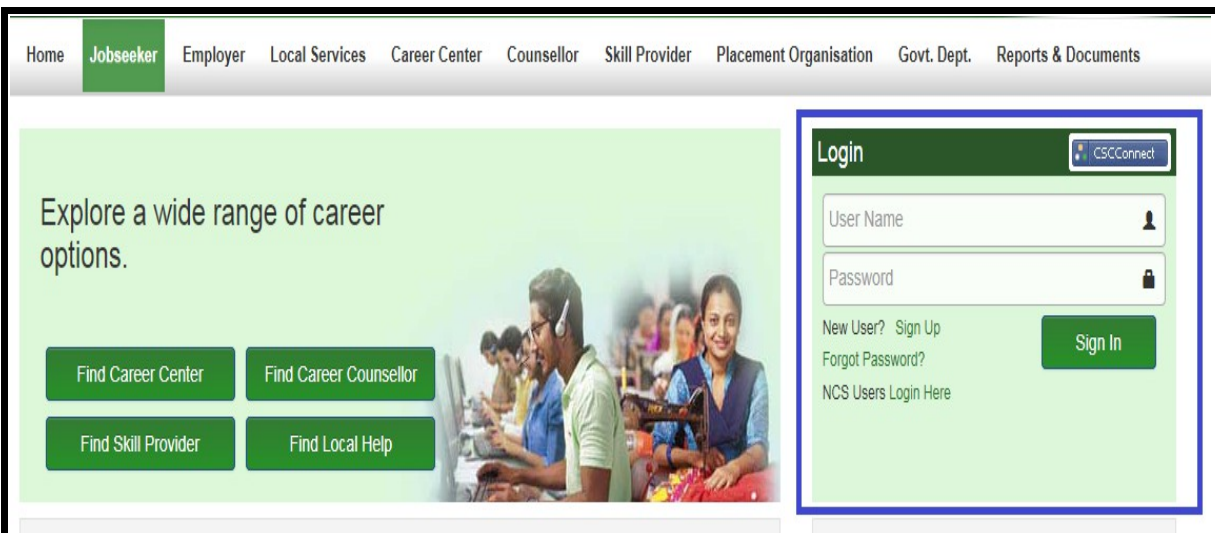 Home Jobseeker Employer Local Services Career Center Counsellor Skill Provider Placement Organisation Govt. Dept. Reports & Documents
Explore a wide range of career
options.
Find Career Center Find Career Counsellor
Find Skill Provider Find Local Help
Login CSCConnect
User Name
Password
New User? Sign Up
Forgot Password?
NCS Users Login Here
Sign In